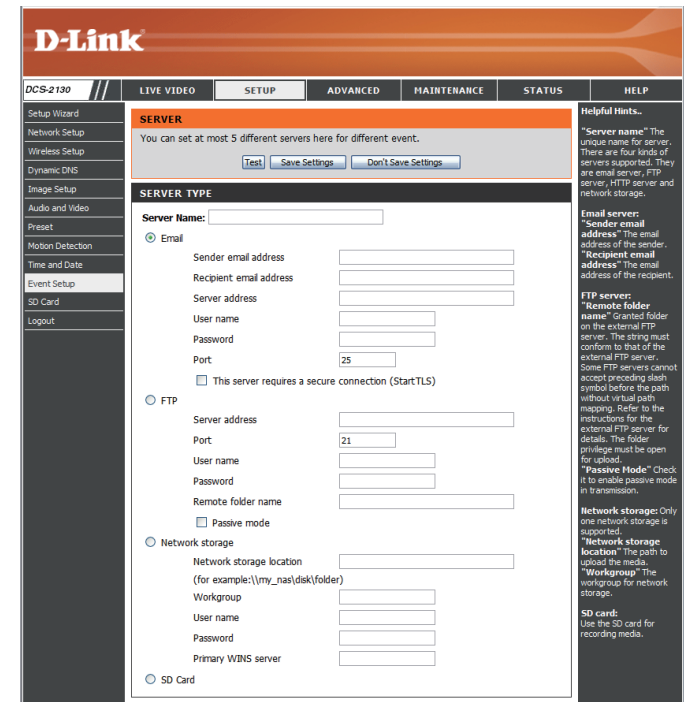 D-Link
DCS-2130
LIVE VIDEO
SETUP
ADVANCED
MAINTENANCE
STATUS
HELP
Setup Wizard
Network Setup
Wireless Setup
Dynamic DNS
Image Setup
Audio and Video
Preset
Motion Detection
Time and Date
Event Setup
SD Card
Logout
SERVER
You can set at most 5 different servers here for different event.
Test
Save Settings
Don't Save Settings
SERVER TYPE
Server Name:
Email
Sender email address
Recipient email address
Server address
User name
Password
Port
25
This server requires a secure connection (StartTLS)
FTP
Server address
Port
21
User name
Password
Remote folder name
Passive mode
Network storage
Network storage location
(for example:\\my_nas\disk\folder)
Workgroup
User name
Password
Primary WINS server
SD Card
Helpful Hints..
"Server name" The
unique name for server.
There are four kinds of
servers supported. They
are email server, FTP
server, HTTP server and
network storage.
Email server:
"Sender email
address" The email
address of the sender.
"Recipient email
address" The email
address of the recipient.
FTP server:
"Remote folder
name" Granted folder
on the external FTP
server. The string must
conform to that of the
external FTP server.
Some FTP servers cannot
accept preceding slash
symbol before the path
without virtual path
mapping. Refer to the
instructions for the
external FTP server for
details. The folder
privilege must be open
for upload.
"Passive Mode" Check
it to enable passive mode
in transmission.
Network storage: Only
one network storage is
supported.
"Network storage
location" The path to
upload the media.
"Workgroup" The
workgroup for network
storage.
SD card:
Use the SD card for
recording media.